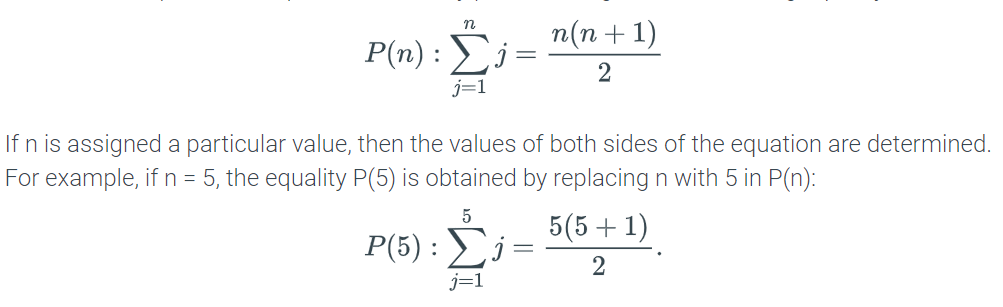 P(n) : \sum_{j=1}^{n} j = \frac{n(n + 1)}{2}
If n is assigned a particular value, then the values of both sides of the equation are determined.
For example, if n = 5, the equality P(5) is obtained by replacing n with 5 in P(n):
P(5) : \sum_{j=1}^{5} j = \frac{5(5 + 1)}{2}.